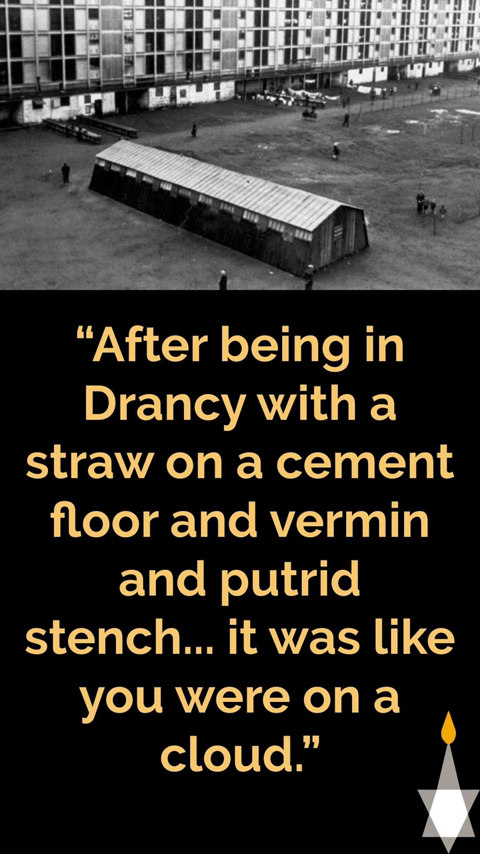 “After being in
Drancy with a
straw on a cement
floor and vermin
and putrid
stench... it was like
you were on a
cloud.”